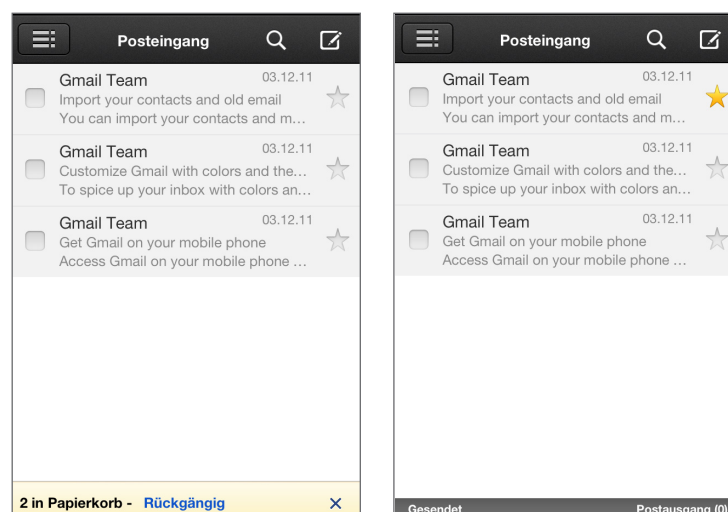 Posteingang
Gmail Team 03.12.11
Import your contacts and old email
You can import your contacts and m…
Gmail Team 03.12.11
Customize Gmail with colors and the…
To spice up your inbox with colors an…
Gmail Team 03.12.11
Get Gmail on your mobile phone
Access Gmail on your mobile phone …
2 in Papierkorb - Rückgängig
Posteingang
Gmail Team 03.12.11
Import your contacts and old email
You can import your contacts and m…
Gmail Team 03.12.11
Customize Gmail with colors and the…
To spice up your inbox with colors an…
Gmail Team 03.12.11
Get Gmail on your mobile phone
Access Gmail on your mobile phone …
Gesendet Postausgang (0)